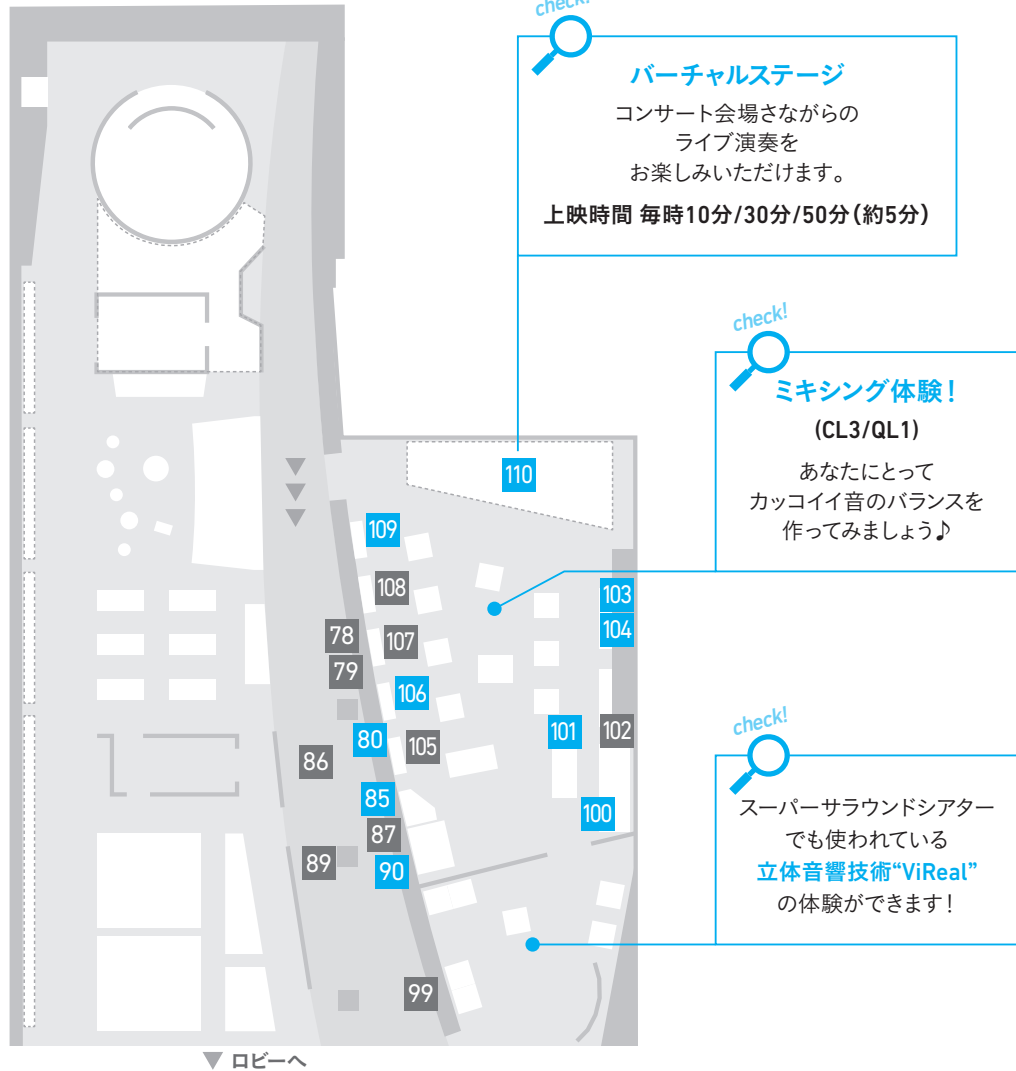 check!
バーチャルステージ
コンサート会場さながらの
ライブ演奏を
お楽しみいただけます。
上映時間 毎時10分/30分/50分(約5分)
check!
ミキシング体験！
(CL3/QL1)
あなたにとって
カッコイイ音のバランスを
作ってみましょう♪
check!
スーパーサラウンドシアター
でも使われている
立体音響技術“ViReal”
の体験ができます！
110
109
108
103
104
78
107
79
106
80
105
101
102
86
85
100
87
89
90
99
▼ ロビーへ